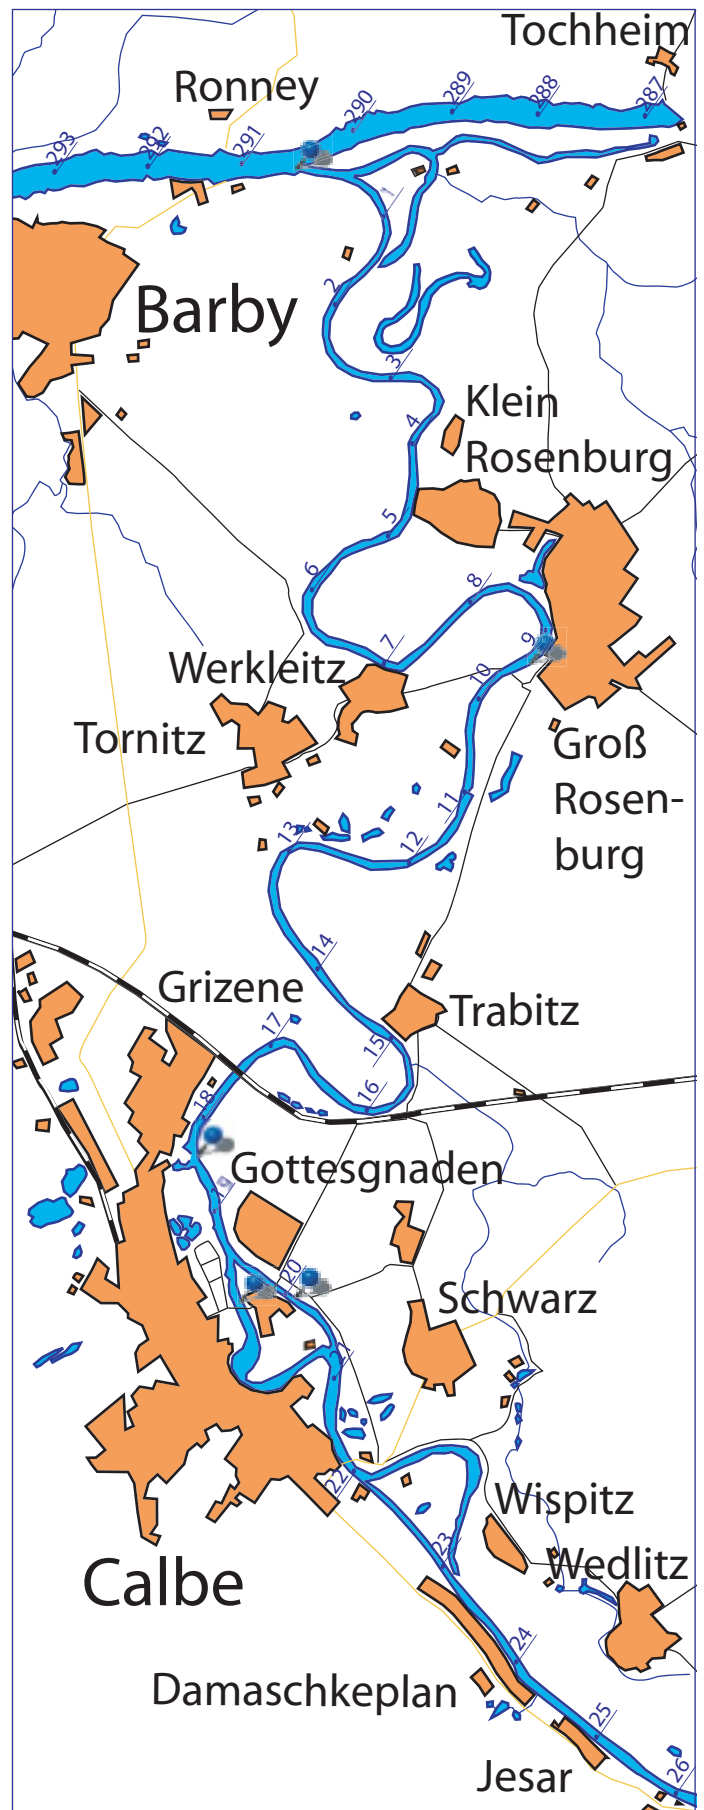 Tochheim
Ronney
293
292
291
290
289
288
287
1
2
Barby
3
Klein
Rosenburg
4
5
6
7
8
9
10
Werkleitz
Tornitz
Groß
Rosen-
burg
11
12
13
14
Grizene
Trabitz
15
16
17
18
Gottesgnaden
19
20
Schwarz
21
22
Wispitz
23
Wedlitz
Calbe
24
Damaschkeplan
25
Jesar
26